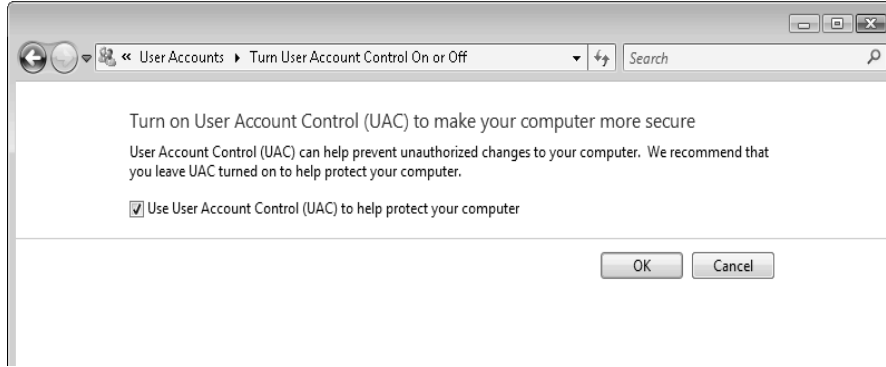 « User Accounts ▸ Turn User Account Control On or Off
Search
Turn on User Account Control (UAC) to make your computer more secure
User Account Control (UAC) can help prevent unauthorized changes to your computer. We recommend that
you leave UAC turned on to help protect your computer.
Use User Account Control (UAC) to help protect your computer
OK Cancel